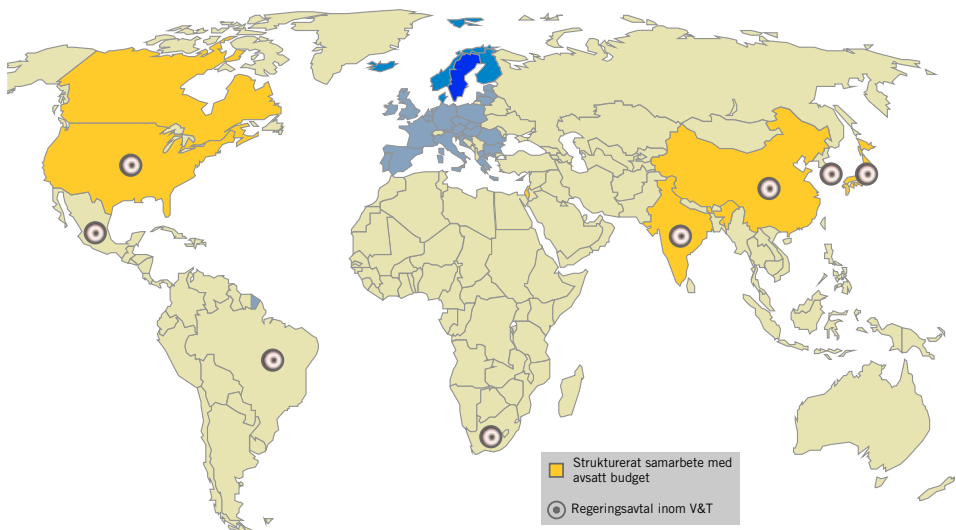 Strukturerat samarbete med
avsatt budget
Regeringsavtal inom V&T